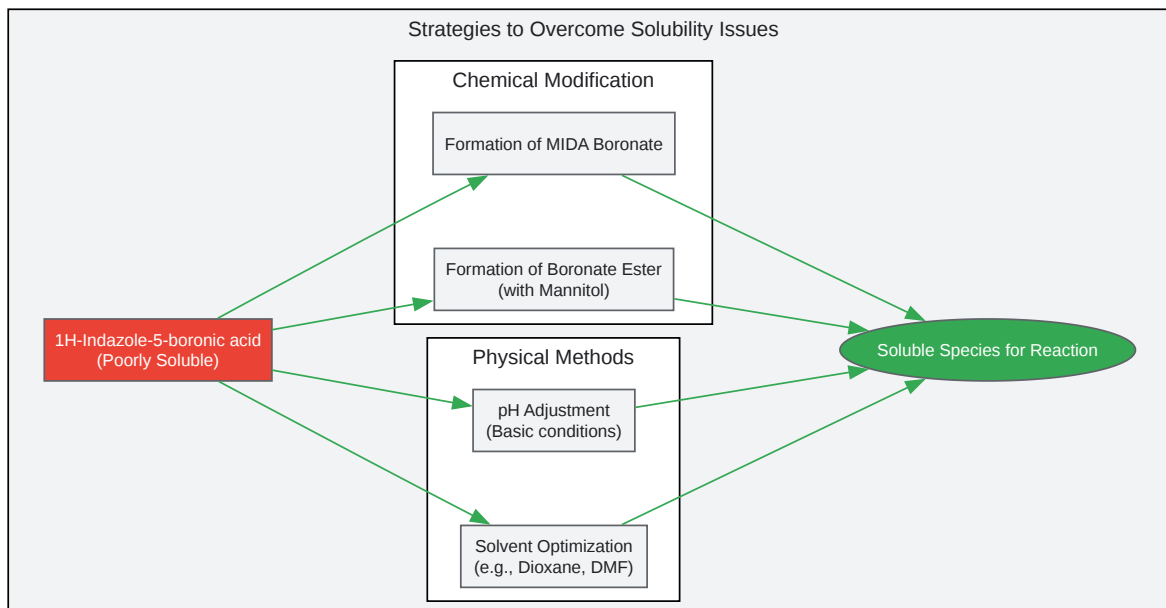 Strategies to Overcome Solubility Issues
Chemical Modification
Formation of MIDA Boronate
Formation of Boronate Ester
(with Mannitol)
1H-Indazole-5-boronic acid
(Poorly Soluble)
Soluble Species for Reaction
Physical Methods
pH Adjustment
(Basic conditions)
Solvent Optimization
(e.g., Dioxane, DMF)